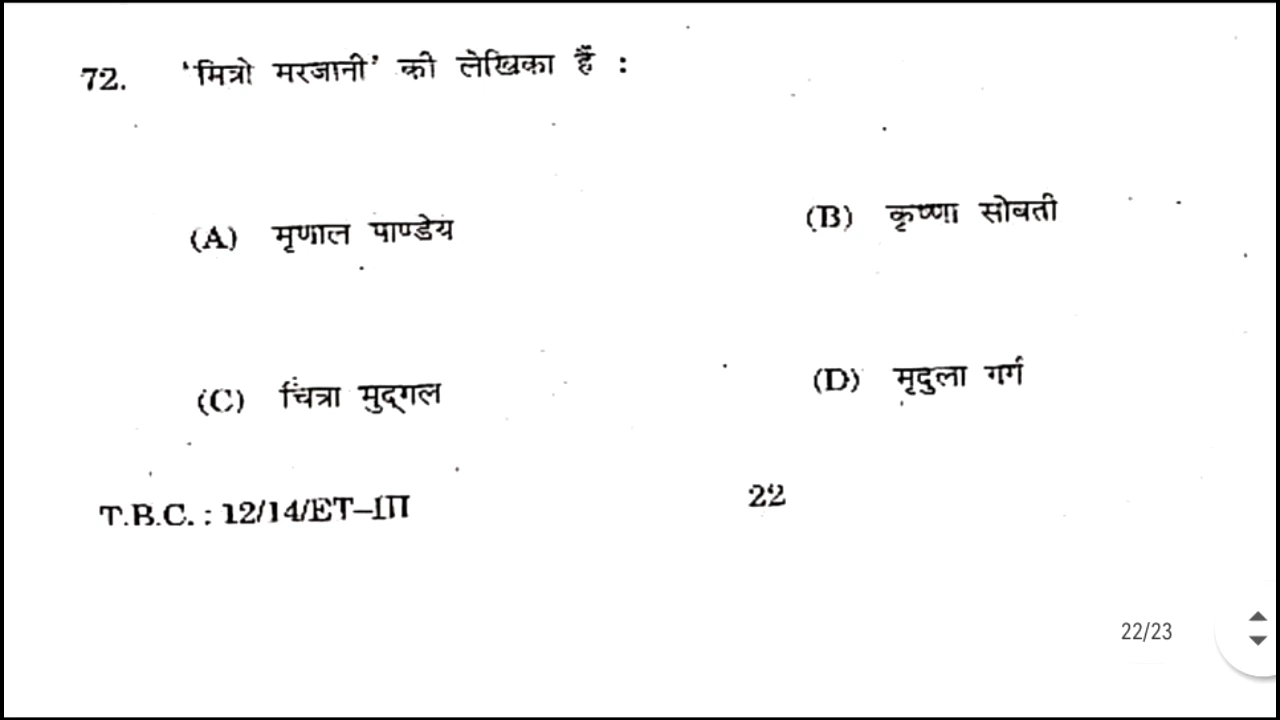 72. 'मित्रो मरजानी' की लेखिका हैं :
(A) मृणाल पाण्डेय (B) कृष्णा सोबती
(C) चित्रा मुद्गल (D) मृदुला गर्ग
T.B.C. : 12/14/ET–III 22
22/23